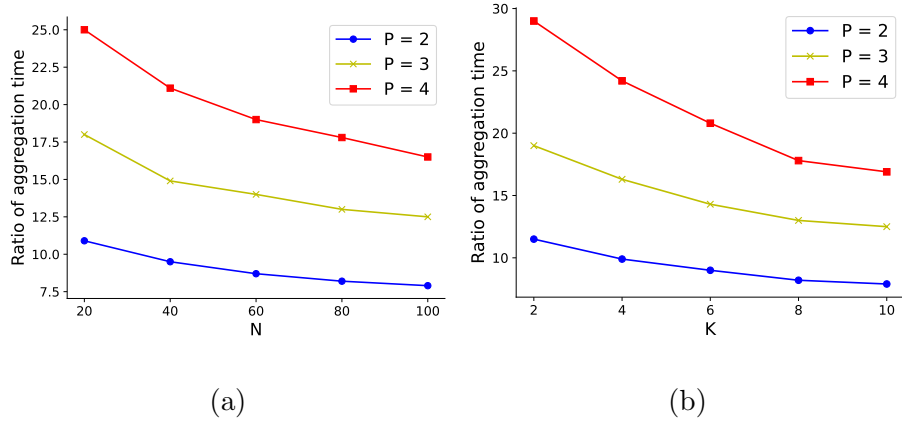 25.0
22.5
20.0
17.5
15.0
12.5
10.0
7.5
Ratio of aggregation time
20 40 60 80 100
N
P = 2
P = 3
P = 4
(a)
30
25
20
15
10
Ratio of aggregation time
2 4 6 8 10
K
P = 2
P = 3
P = 4
(b)